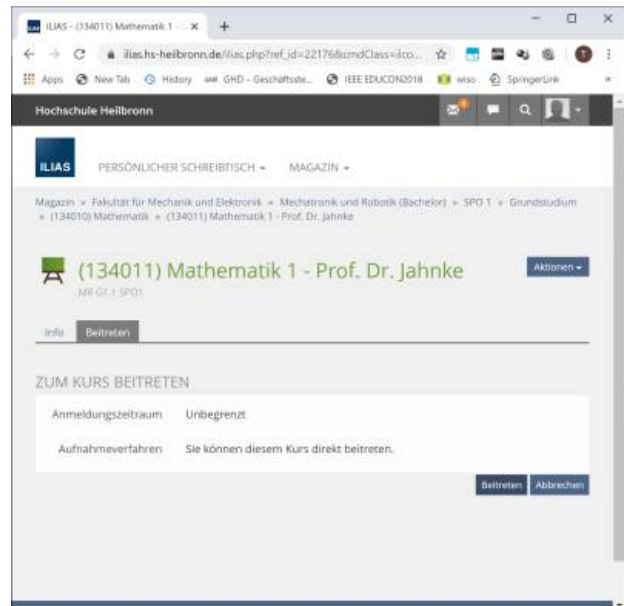 ILIAS - (134011) Mathematik 1 -
ilias.hs-heilbronn.de/ilias.php?ref_id=22176&cmdClass=ilco...
Apps New Tab History GHD - Geschäftsste... IEEE EDUCON2018 wiso SpringerLink »
Hochschule Heilbronn
ILIAS PERSÖNLICHER SCHREIBTISCH MAGAZIN
Magazin » Fakultät für Mechanik und Elektronik » Mechatronik und Robotik (Bachelor) » SPO 1 » Grundstudium
» (134010) Mathematik » (134011) Mathematik 1 - Prof. Dr. Jahnke
(134011) Mathematik 1 - Prof. Dr. Jahnke Aktionen
MR G1.1 SPO1
Info Beitreten
ZUM KURS BEITRETEN
Anmeldungszeitraum Unbegrenzt
Aufnahmeverfahren Sie können diesem Kurs direkt beitreten.
Beitreten Abbrechen